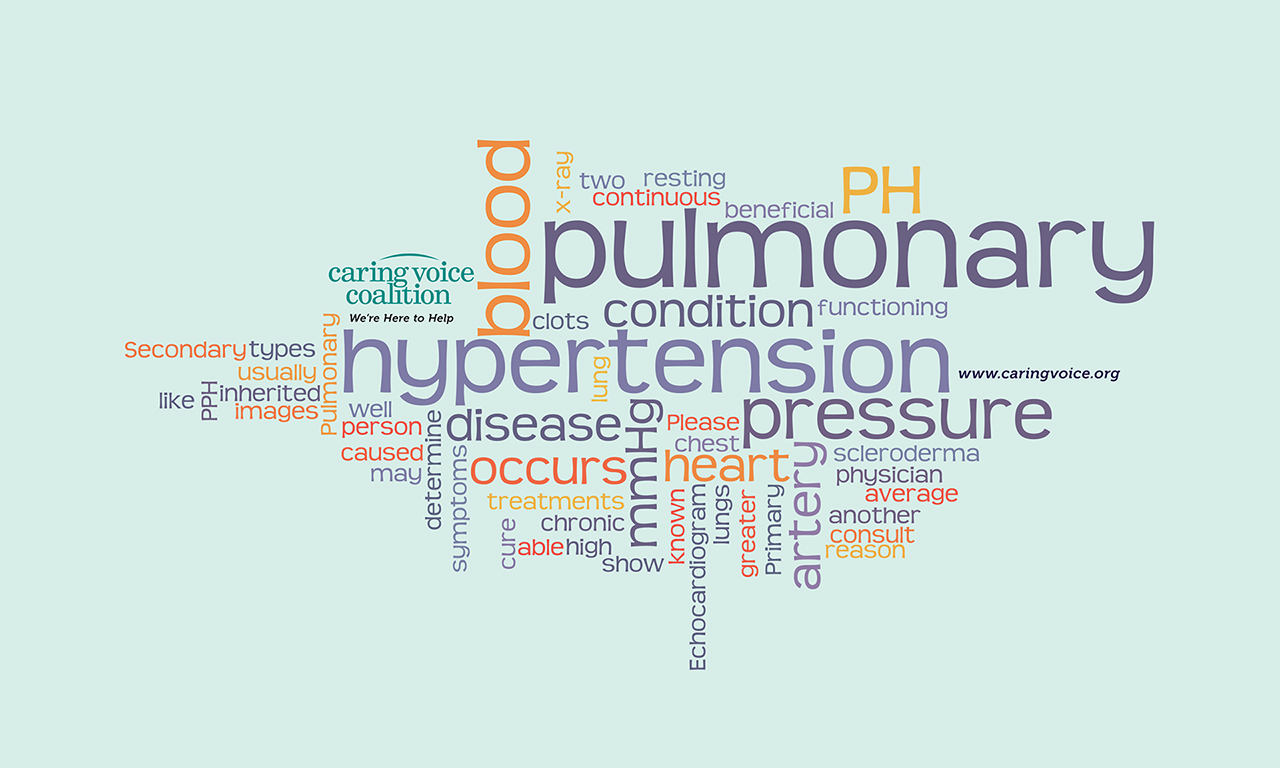 blood
x-ray
two
resting
continuous
beneficial
PH
pulmonary
caring voice
coalition
We're Here to Help
clots
condition
functioning
hypertension
lung
www.caringvoice.org
Secondary
types
usually
Pulmonary
like
PPH
inherited
images
well
person
caused
may
determine
disease
mmHg
Please
pressure
chest
occurs
heart
artery
scleroderma
physician
average
another
consult
reason
symptoms
treatments
chronic
cure
able
high
show
known
Echocardiogram
lungs
greater
Primary